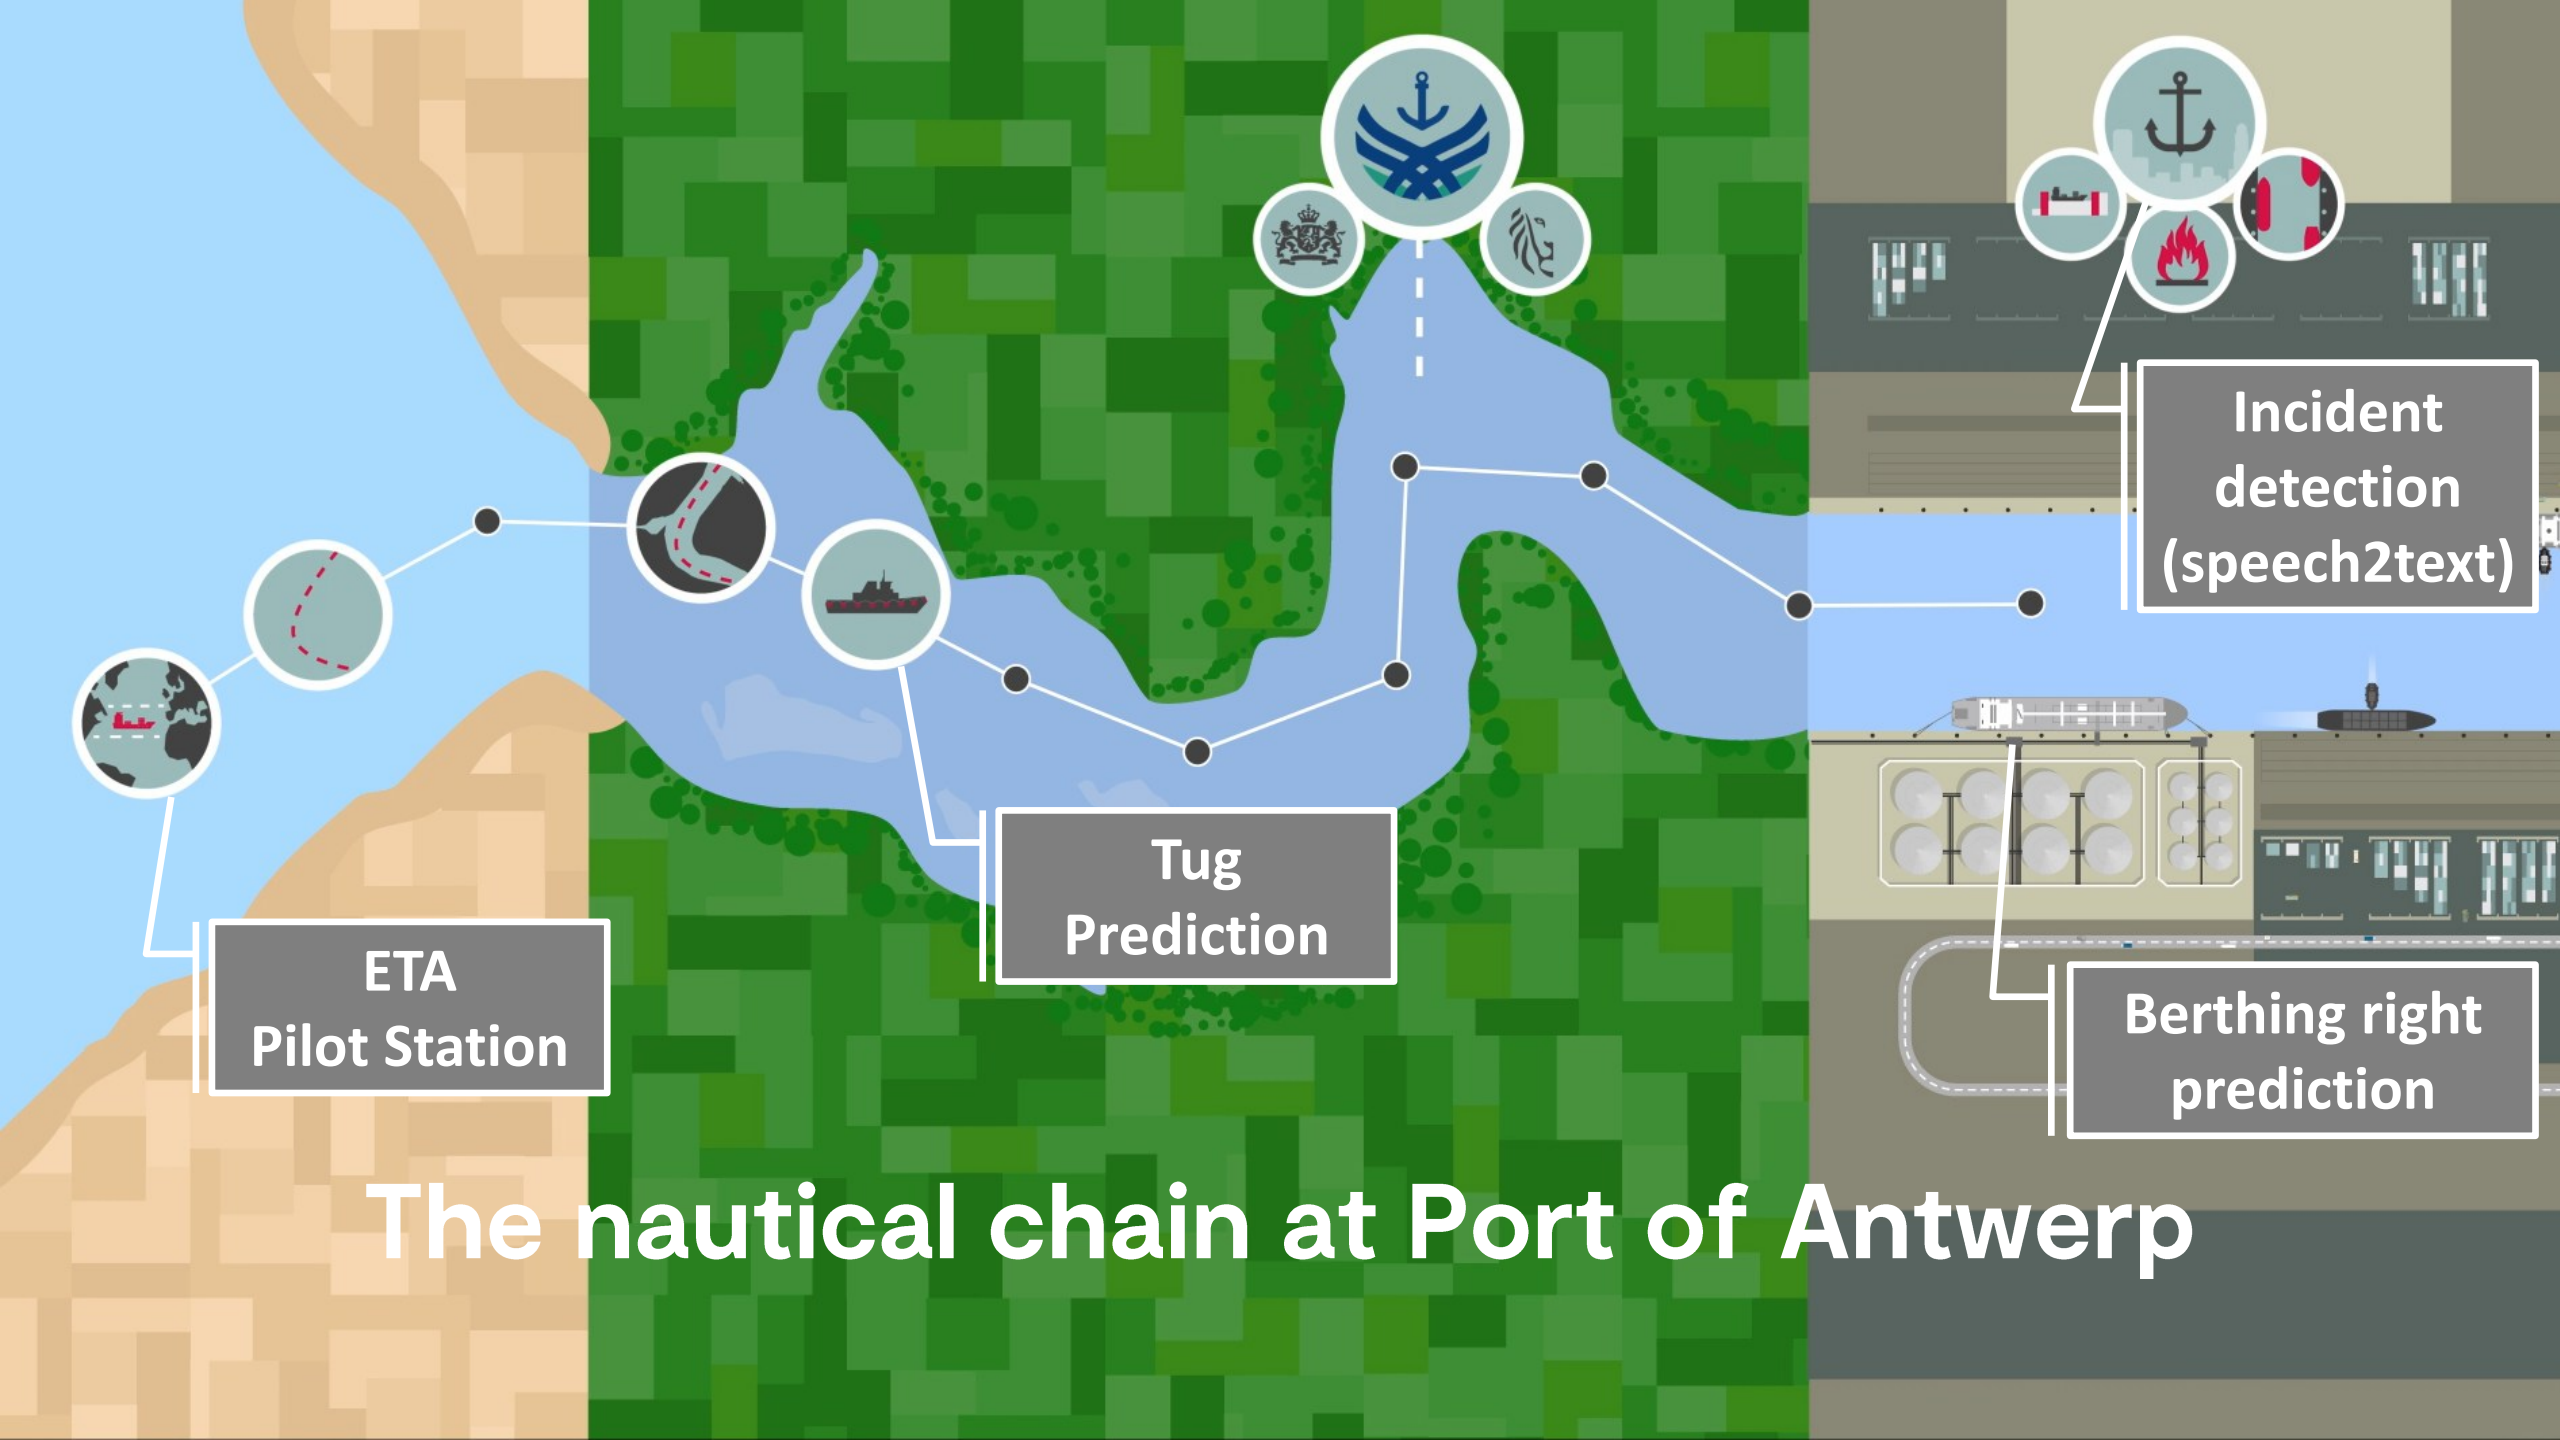 Incident
detection
(speech2text)
Tug
Prediction
ETA
Pilot Station
Berthing right
prediction
The nautical chain at Port of Antwerp